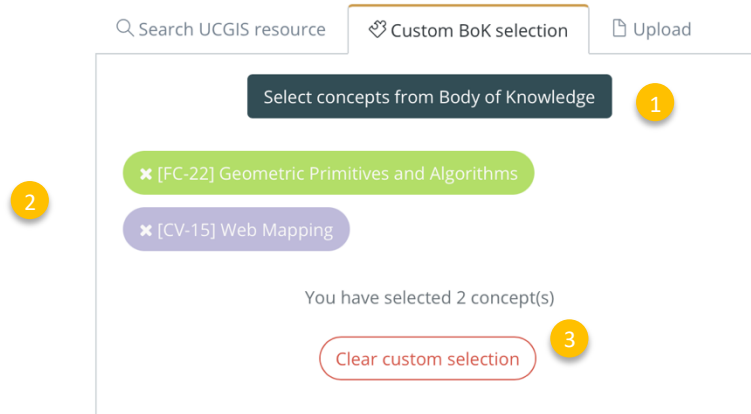 Search UCGIS resource Custom BoK selection Upload
Select concepts from Body of Knowledge 1
[FC-22] Geometric Primitives and Algorithms
2
[CV-15] Web Mapping
You have selected 2 concept(s)
3
Clear custom selection